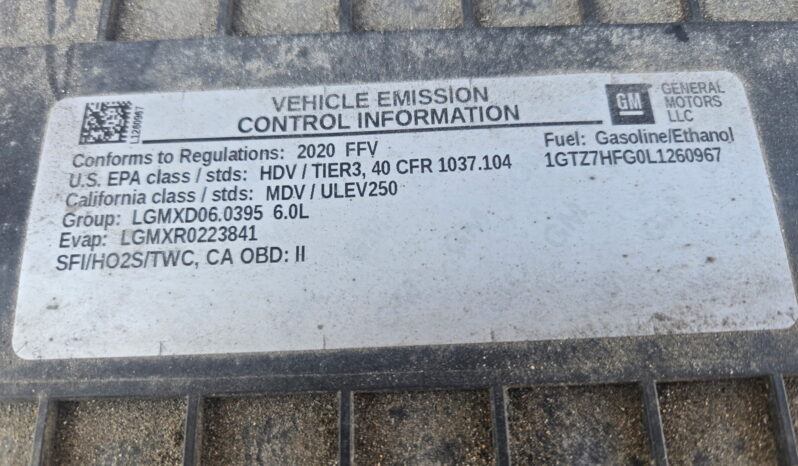 VEHICLE EMISSION
CONTROL INFORMATION
GM
GENERAL
MOTORS
LLC
L1260967
Conforms to Regulations: 2020 FFV
U.S. EPA class / stds: HDV / TIER3, 40 CFR 1037.104
California class / stds: MDV / ULEV250
Group: LGMXD06.0395 6.0L
Evap: LGMXR0223841
SFI/HO2S/TWC, CA OBD: II
Fuel: Gasoline/Ethanol
1GTZ7HFG0L1260967